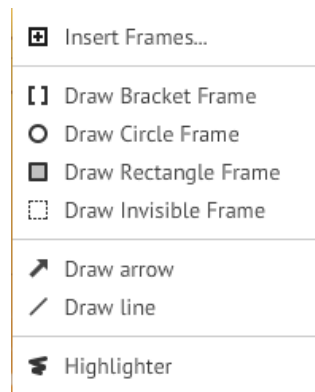 Insert Frames...
Draw Bracket Frame
Draw Circle Frame
Draw Rectangle Frame
Draw Invisible Frame
Draw arrow
Draw line
Highlighter